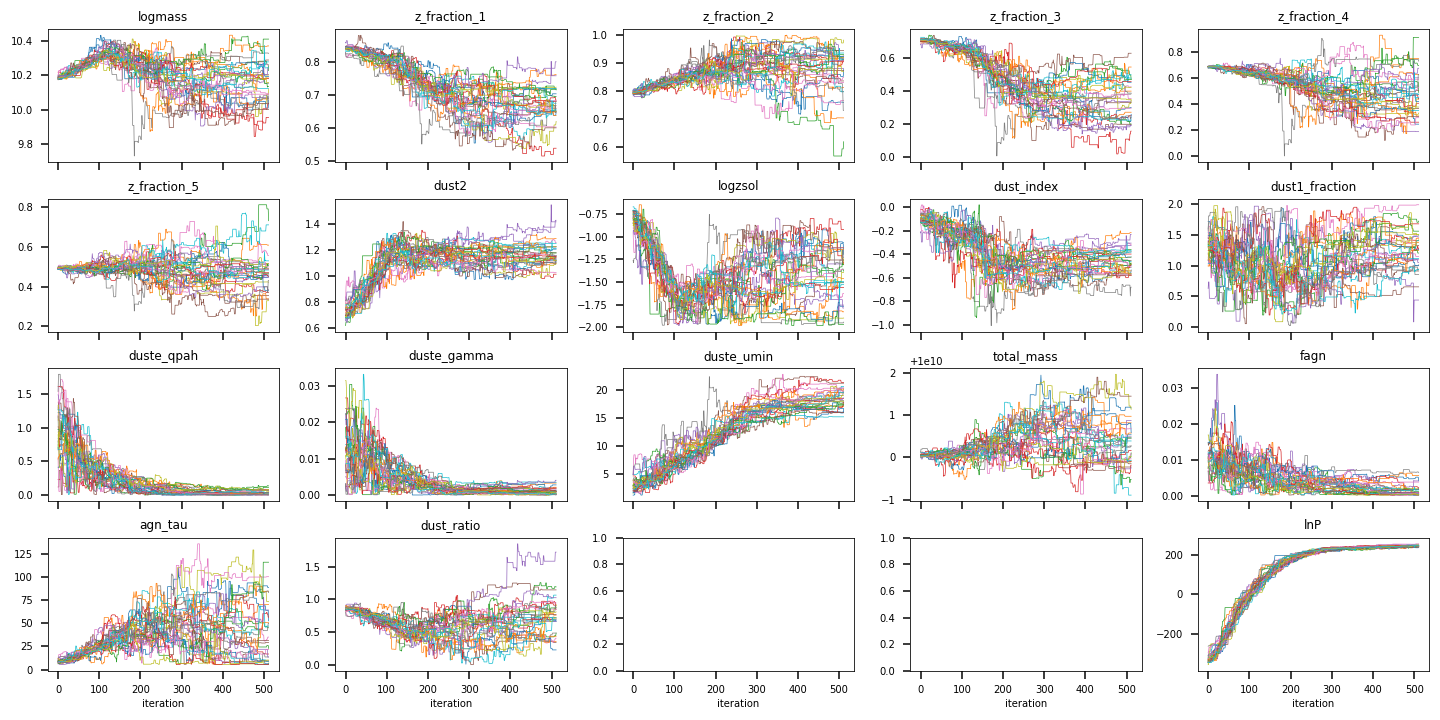 logmass z_fraction_1 z_fraction_2 z_fraction_3 z_fraction_4
10.4 0.8 1.0 0.6 0.8
10.2 0.7 0.9 0.4 0.6
10.0 0.6 0.8 0.2 0.4
9.8 0.5 0.7 0.0 0.2
0.6 0.0
z_fraction_5 dust2 logzsol dust_index dust1_fraction
0.8 1.4 −0.75 0.0 2.0
0.6 1.2 −1.00 −0.2 1.5
0.4 1.0 −1.25 −0.4 1.0
0.2 0.8 −1.50 −0.6 0.5
0.6 −1.75 −0.8 0.0
−2.00 −1.0
duste_qpah duste_gamma duste_umin total_mass fagn
+1e10
1.5 0.03 20 2 0.03
1.0 0.02 15 1 0.02
0.5 0.01 10 0 0.01
0.0 0.00 5 −1 0.00
agn_tau dust_ratio lnP
125 1.5 1.0 1.0 200
100 1.0 0.8 0.8 0
75 0.5 0.6 0.6 −200
50 0.0 0.4 0.4
25 0.2 0.2
0 0.0 0.0
0 100 200 300 400 500 0 100 200 300 400 500 0 100 200 300 400 500 0 100 200 300 400 500 0 100 200 300 400 500
iteration iteration iteration iteration iteration